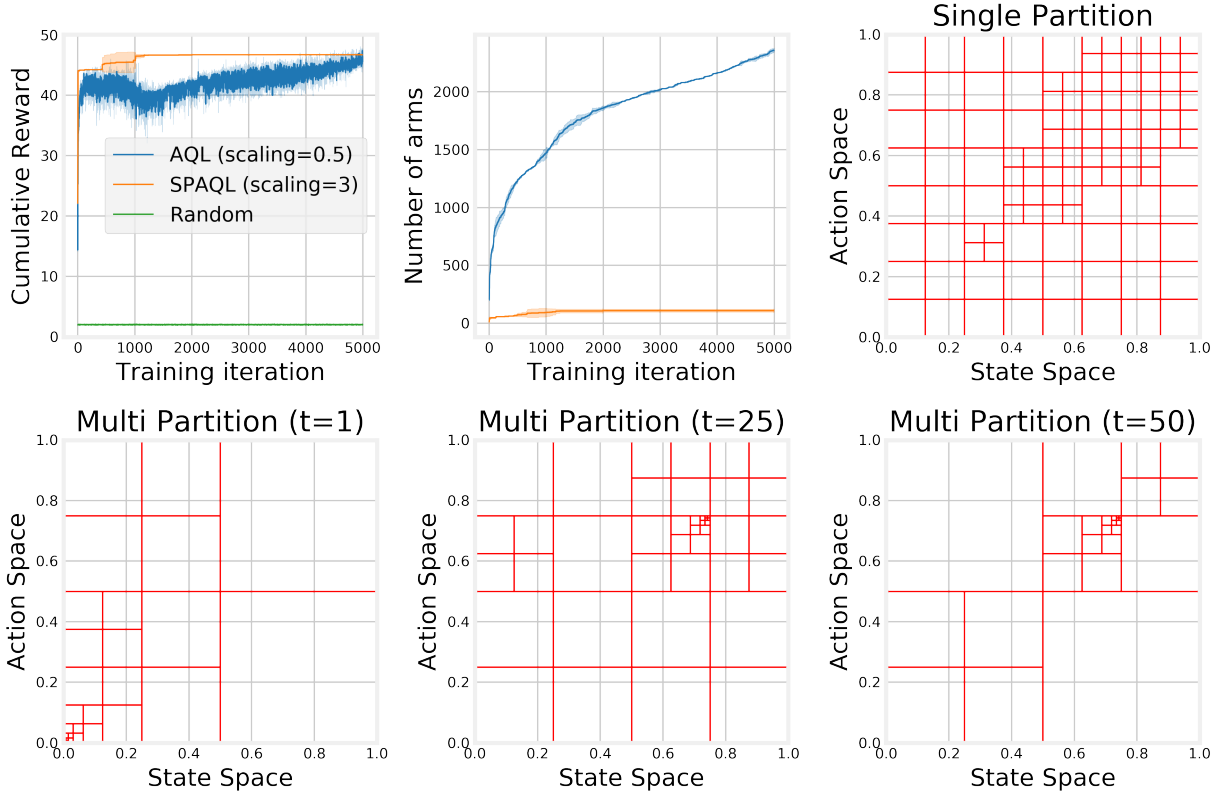 Single Partition
50
40
30
20
10
0
Cumulative Reward
AQL (scaling=0.5)
SPAQL (scaling=3)
Random
0 1000 2000 3000 4000 5000
Training iteration
2000
1500
1000
500
0
Number of arms
0 1000 2000 3000 4000 5000
Training iteration
1.0
0.8
0.6
0.4
0.2
0.0
Action Space
0.0 0.2 0.4 0.6 0.8 1.0
State Space
Multi Partition (t=1)
1.0
0.8
0.6
0.4
0.2
0.0
Action Space
0.0 0.2 0.4 0.6 0.8 1.0
State Space
Multi Partition (t=25)
1.0
0.8
0.6
0.4
0.2
0.0
Action Space
0.0 0.2 0.4 0.6 0.8 1.0
State Space
Multi Partition (t=50)
1.0
0.8
0.6
0.4
0.2
0.0
Action Space
0.0 0.2 0.4 0.6 0.8 1.0
State Space